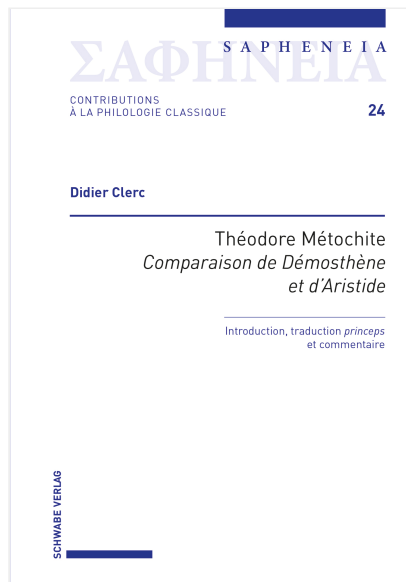 ΣΑΦΗΝΕΙΑ
SAPHENEIA
CONTRIBUTIONS
À LA PHILOLOGIE CLASSIQUE
24
Didier Clerc
Théodore Métochite
Comparaison de Démosthène
et d’Aristide
Introduction, traduction princeps
et commentaire
SCHWABE VERLAG